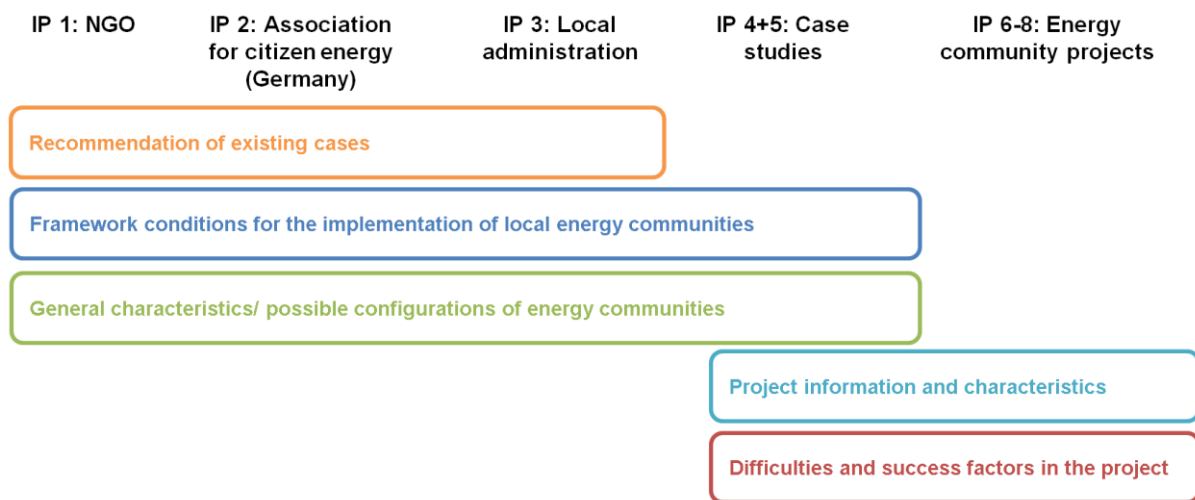 IP 1: NGO
IP 2: Association
for citizen energy
(Germany)
IP 3: Local
administration
IP 4+5: Case
studies
IP 6-8: Energy
community projects
Recommendation of existing cases
Framework conditions for the implementation of local energy communities
General characteristics/ possible configurations of energy communities
Project information and characteristics
Difficulties and success factors in the project